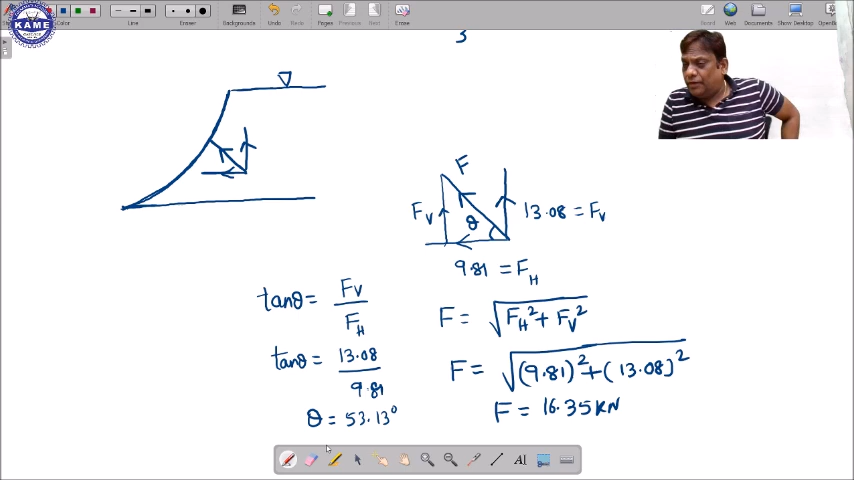 KAME
Color
Line
Eraser
Backgrounds
Undo
Redo
Pages
Previous
Next
Erase
Board
Web
Documents
Show Desktop
3
F
Fv
θ
13.08 = Fv
9.81 = FH
tanθ = Fv / FH
F = √(FH² + Fv²)
tanθ = 13.08 / 9.81
F = √((9.81)² + (13.08)²)
θ = 53.13°
F = 16.35 KN
AI